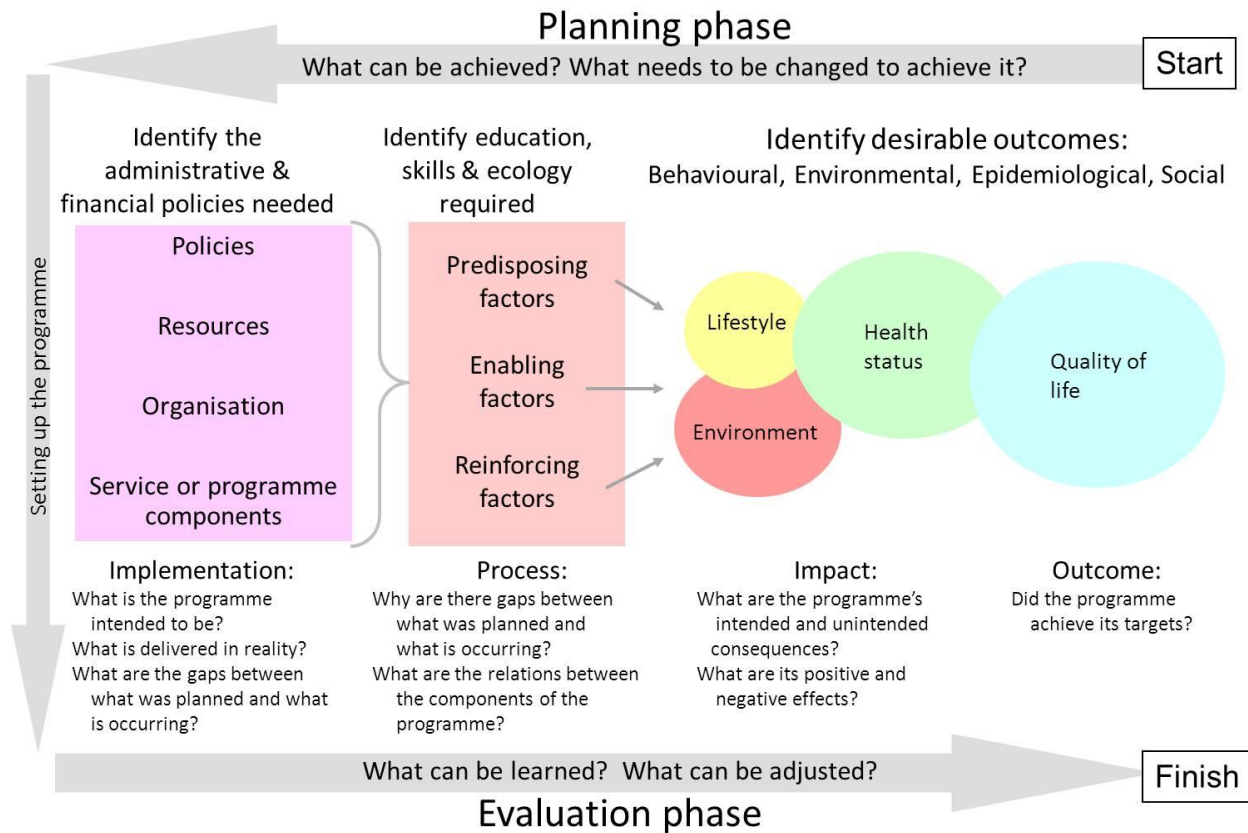 Planning phase
What can be achieved? What needs to be changed to achieve it?
Start
Setting up the programme
Identify the
administrative &
financial policies needed
Policies
Resources
Organisation
Service or programme
components
Identify education,
skills & ecology
required
Predisposing
factors
Enabling
factors
Reinforcing
factors
Identify desirable outcomes:
Behavioural, Environmental, Epidemiological, Social
Lifestyle
Environment
Health
status
Quality of
life
Implementation:
What is the programme
intended to be?
What is delivered in reality?
What are the gaps between
what was planned and what
is occurring?
Process:
Why are there gaps between
what was planned and
what is occurring?
What are the relations between
the components of the
programme?
Impact:
What are the programme's
intended and unintended
consequences?
What are its positive and
negative effects?
Outcome:
Did the programme
achieve its targets?
What can be learned?  What can be adjusted?
Finish
Evaluation phase